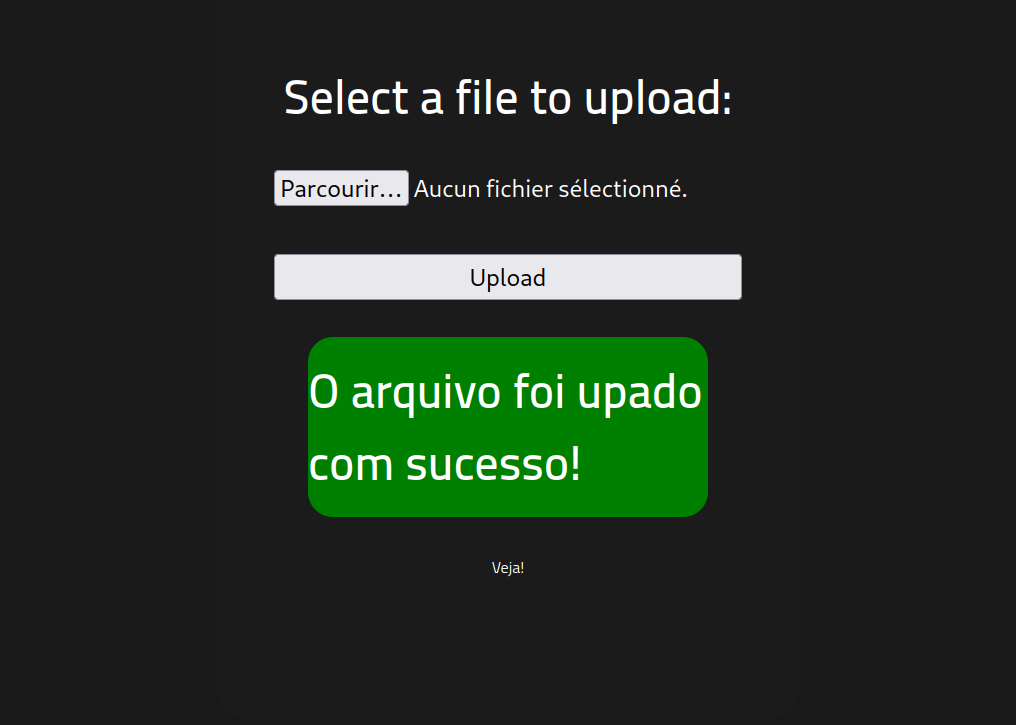 Select a file to upload:
Parcourir… Aucun fichier sélectionné.
Upload
O arquivo foi upado
com sucesso!
Veja!